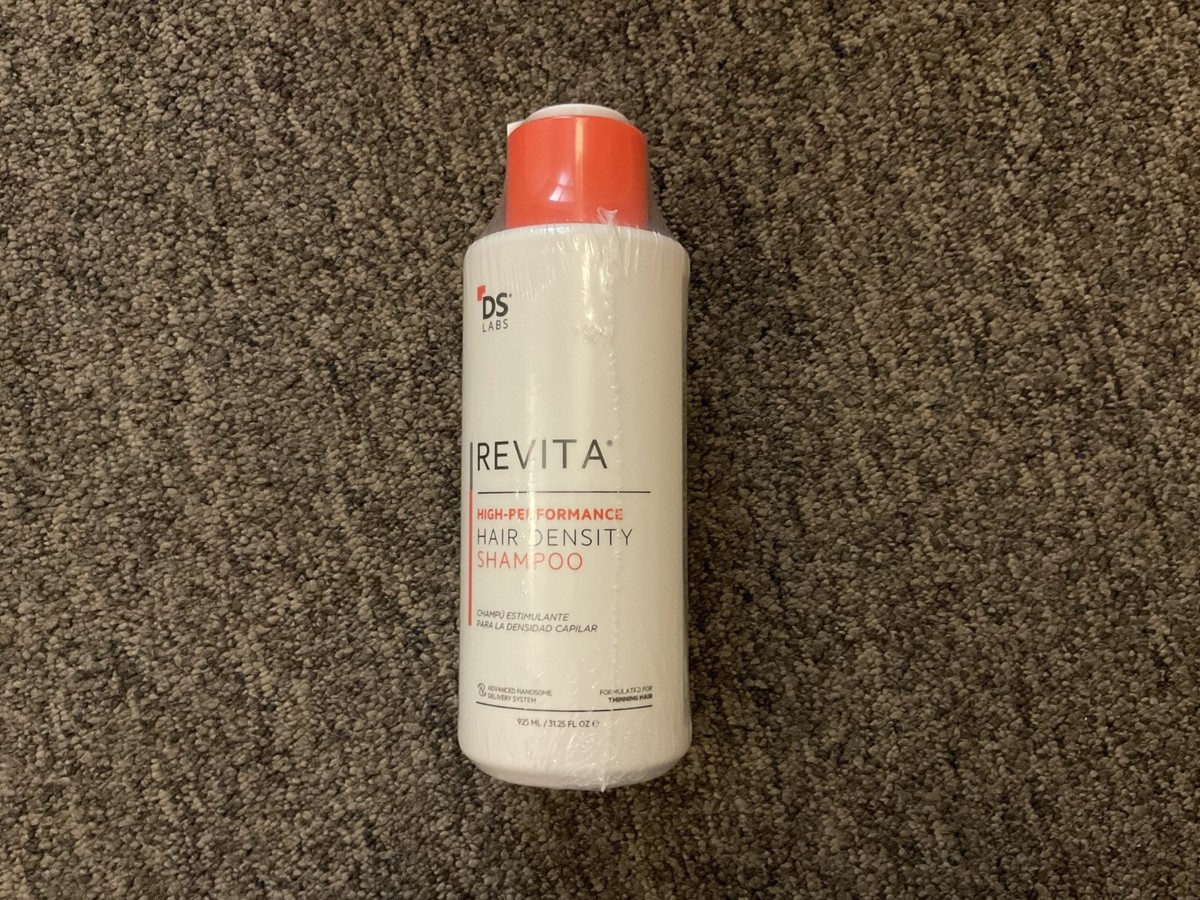 DS®
LABS
REVITA®
HIGH-PERFORMANCE
HAIR DENSITY
SHAMPOO
CHAMPÚ ESTIMULANTE
PARA LA DENSIDAD CAPILAR
ADVANCED NANOSOME
DELIVERY SYSTEM
FORMULATED FOR
THINNING HAIR
925 ML / 31.25 FL OZ ℮